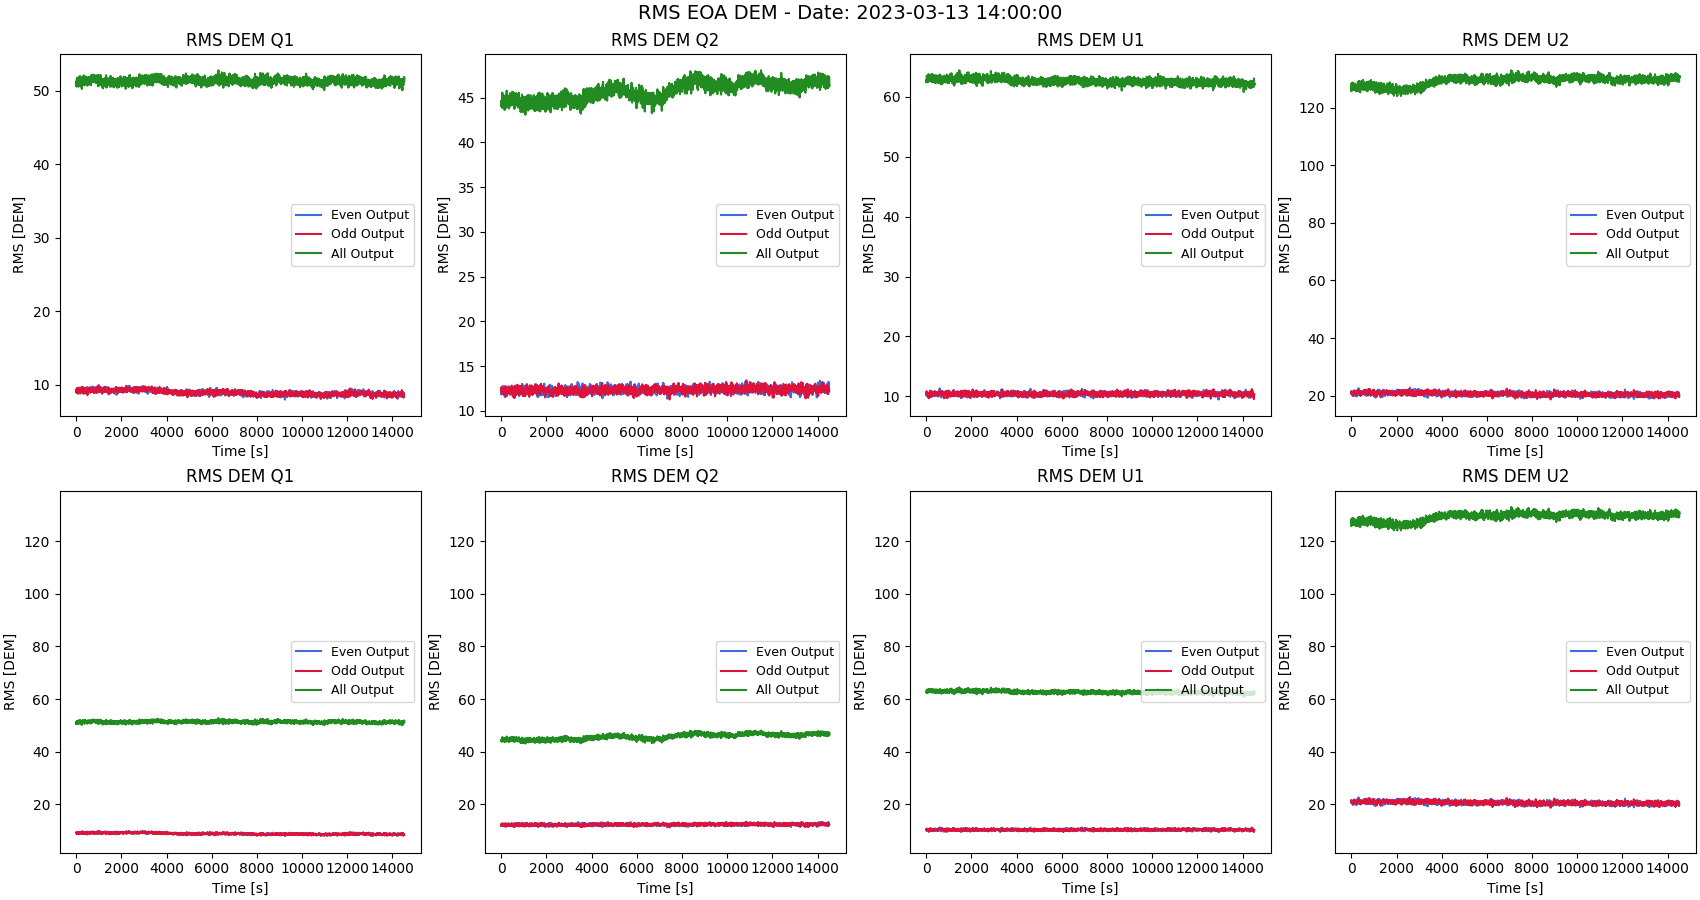 RMS EOA DEM - Date: 2023-03-13 14:00:00
RMS DEM Q1
RMS [DEM]
50
40
30
20
10
Even Output
Odd Output
All Output
0 2000 4000 6000 8000 10000 12000 14000
Time [s]
RMS DEM Q2
RMS [DEM]
45
40
35
30
25
20
15
10
Even Output
Odd Output
All Output
0 2000 4000 6000 8000 10000 12000 14000
Time [s]
RMS DEM U1
RMS [DEM]
60
50
40
30
20
10
Even Output
Odd Output
All Output
0 2000 4000 6000 8000 10000 12000 14000
Time [s]
RMS DEM U2
RMS [DEM]
120
100
80
60
40
20
Even Output
Odd Output
All Output
0 2000 4000 6000 8000 10000 12000 14000
Time [s]
RMS DEM Q1
RMS [DEM]
120
100
80
60
40
20
Even Output
Odd Output
All Output
0 2000 4000 6000 8000 10000 12000 14000
Time [s]
RMS DEM Q2
RMS [DEM]
120
100
80
60
40
20
Even Output
Odd Output
All Output
0 2000 4000 6000 8000 10000 12000 14000
Time [s]
RMS DEM U1
RMS [DEM]
120
100
80
60
40
20
Even Output
Odd Output
All Output
0 2000 4000 6000 8000 10000 12000 14000
Time [s]
RMS DEM U2
RMS [DEM]
120
100
80
60
40
20
Even Output
Odd Output
All Output
0 2000 4000 6000 8000 10000 12000 14000
Time [s]